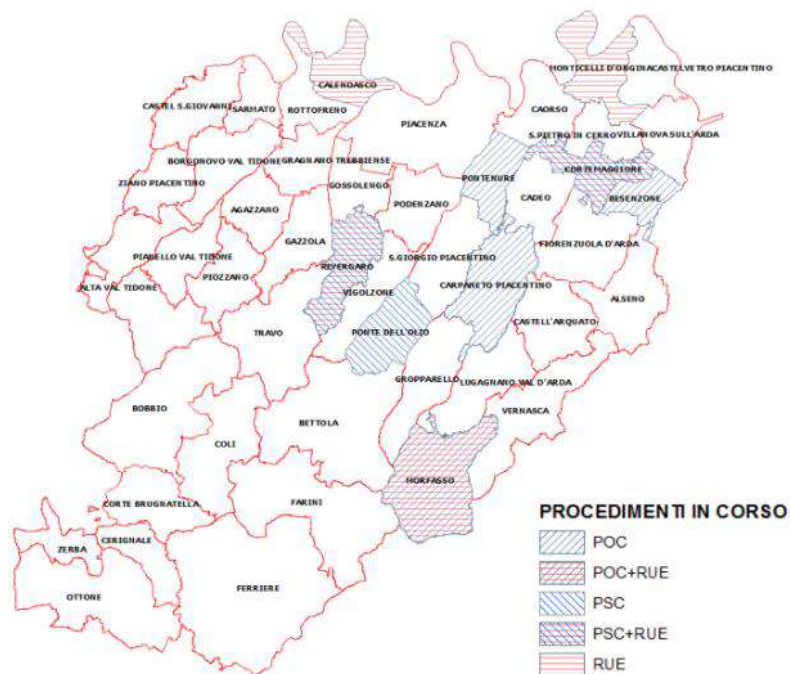 MONTICELLI D'ORGINA CASTELVETRO PIACENTINO
CALENDASCO
CASTEL S.GIOVANNI
SARMATO
ROTTOFRENO
CAORSO
PIACENZA
S.PIETRO IN CERRO
VILLANOVA SULL'ARDA
BORGONOVO VAL TIDONE
GRAGNANO TREBBIENSE
CORTEMAGGIORE
ZIANO PIACENTINO
GOSSOLENGO
PONTENURE
BESENZONE
PODENZANO
CADEO
AGAZZANO
GAZZOLA
FIORENZUOLA D'ARDA
PIANELLO VAL TIDONE
S.GIORGIO PIACENTINO
RIVERGARO
PIOZZANO
ALTA VAL TIDONE
CARPANETO PIACENTINO
VIGOLZONE
ALSENO
CASTELL'ARQUATO
TRAVO
PONTE DELL'OLIO
GROPPARELLO
LUGAGNANO VAL D'ARDA
BOBBIO
VERNASCA
BETTOLA
COLI
MORFASSO
CORTE BRUGNATELLA
FARINI
CERIGNALE
ZERBA
FERRIERE
OTTONE
PROCEDIMENTI IN CORSO
POC
POC+RUE
PSC
PSC+RUE
RUE